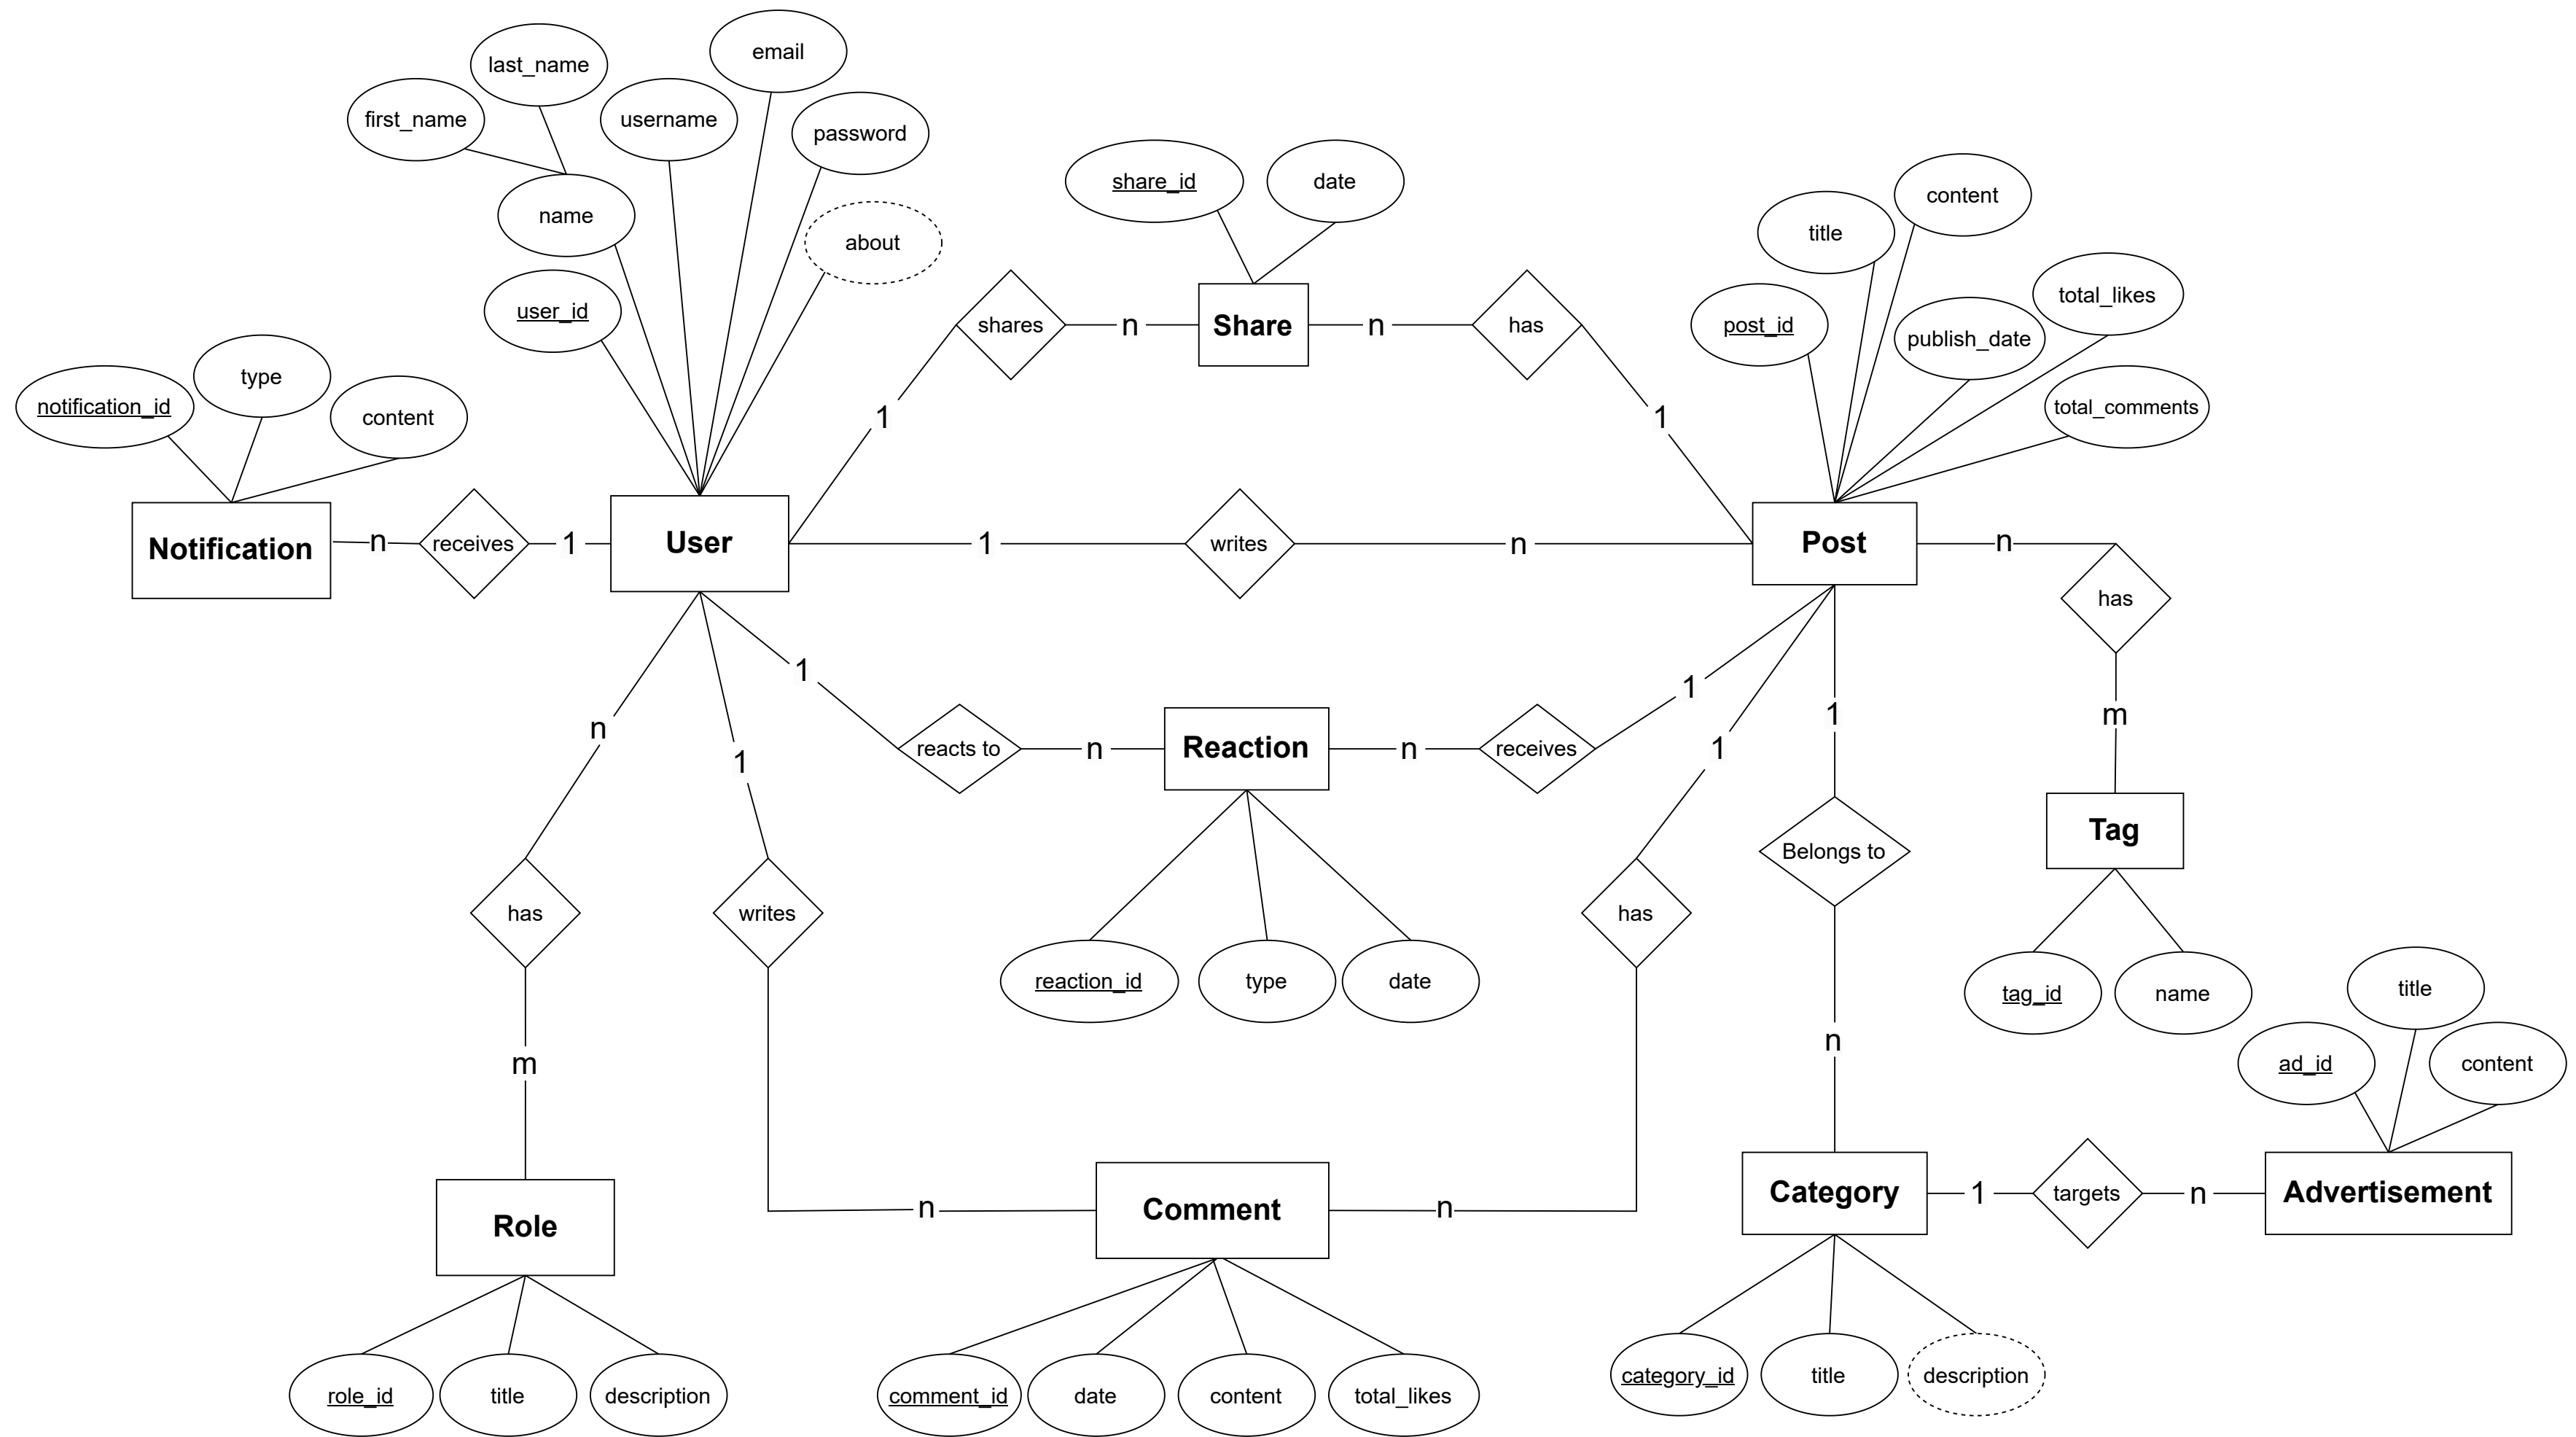 email
last_name
first_name
username
password
share_id
date
content
name
about
title
user_id
shares
n
Share
n
has
post_id
publish_date
total_likes
type
notification_id
content
1
1
total_comments
Notification
n
receives
1
User
1
writes
n
Post
n
has
1
1
n
1
1
1
m
reacts to
n
Reaction
n
receives
Tag
Belongs to
has
writes
has
reaction_id
type
date
tag_id
name
title
m
n
ad_id
content
Role
n
Comment
n
Category
1
targets
n
Advertisement
role_id
title
description
comment_id
date
content
total_likes
category_id
title
description